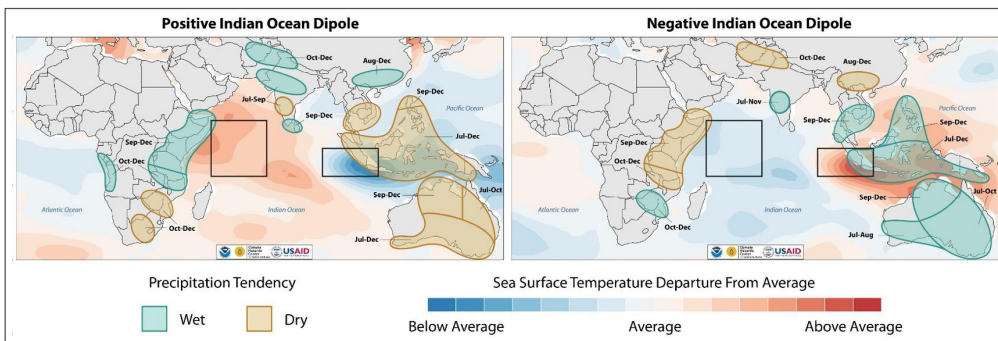 Positive Indian Ocean Dipole
Oct-Dec
Aug-Dec
Jul-Sep
Sep-Dec
Sep-Dec
Pacific Ocean
Sep-Dec
Jul-Dec
Oct-Dec
Sep-Dec
Jul-Oct
Atlantic Ocean
Indian Ocean
Oct-Dec
Jul-Dec
USAID
Negative Indian Ocean Dipole
Oct-Dec
Aug-Dec
Jul-Nov
Pacific Ocean
Sep-Dec
Sep-Dec
Sep-Dec
Jul-Dec
Oct-Dec
Sep-Dec
Jul-Oct
Atlantic Ocean
Indian Ocean
Jul-Aug
USAID
Precipitation Tendency
Wet
Dry
Sea Surface Temperature Departure From Average
Below Average
Average
Above Average